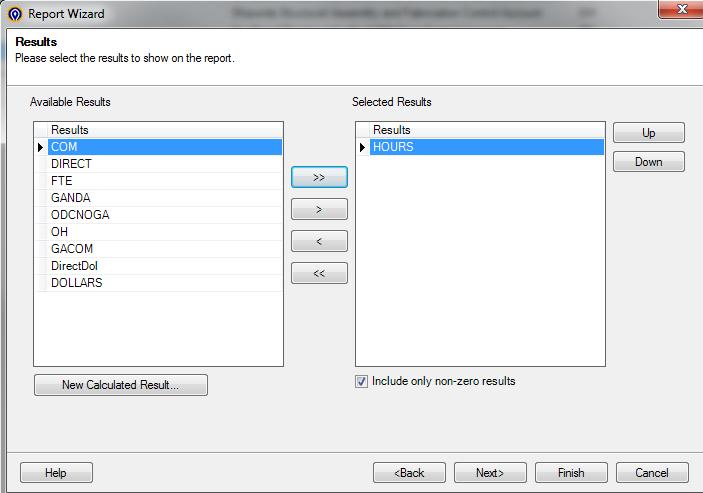 Report Wizard
Results
Please select the results to show on the report.
Available Results
Results
COM
DIRECT
FTE
GANDA
ODCNOGA
OH
GACOM
DirectDol
DOLLARS
New Calculated Result...
>>
>
<
<<
Selected Results
Results
HOURS
Include only non-zero results
Up
Down
Help
<Back
Next>
Finish
Cancel